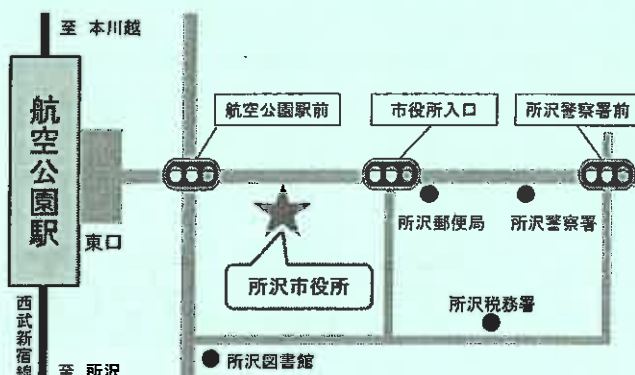 至 本川越
航空公園駅
東口
西武新宿線
至 所沢
航空公園駅前
市役所入口
所沢警察署前
所沢郵便局
所沢警察署
所沢市役所
所沢税務署
所沢図書館